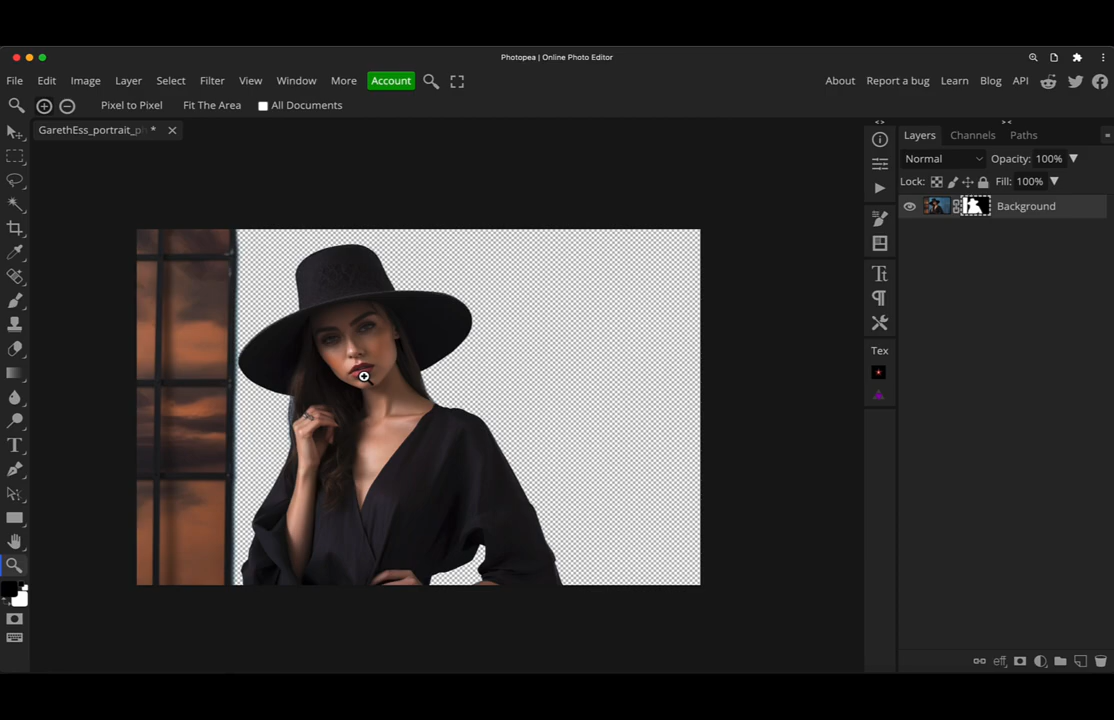 Photopea | Online Photo Editor
File Edit Image Layer Select Filter View Window More Account About Report a bug Learn Blog API
Pixel to Pixel Fit The Area All Documents
GarethEss_portrait_ *
Layers Channels Paths
Normal Opacity: 100%
Lock: Fill: 100%
Background
Tex
eff